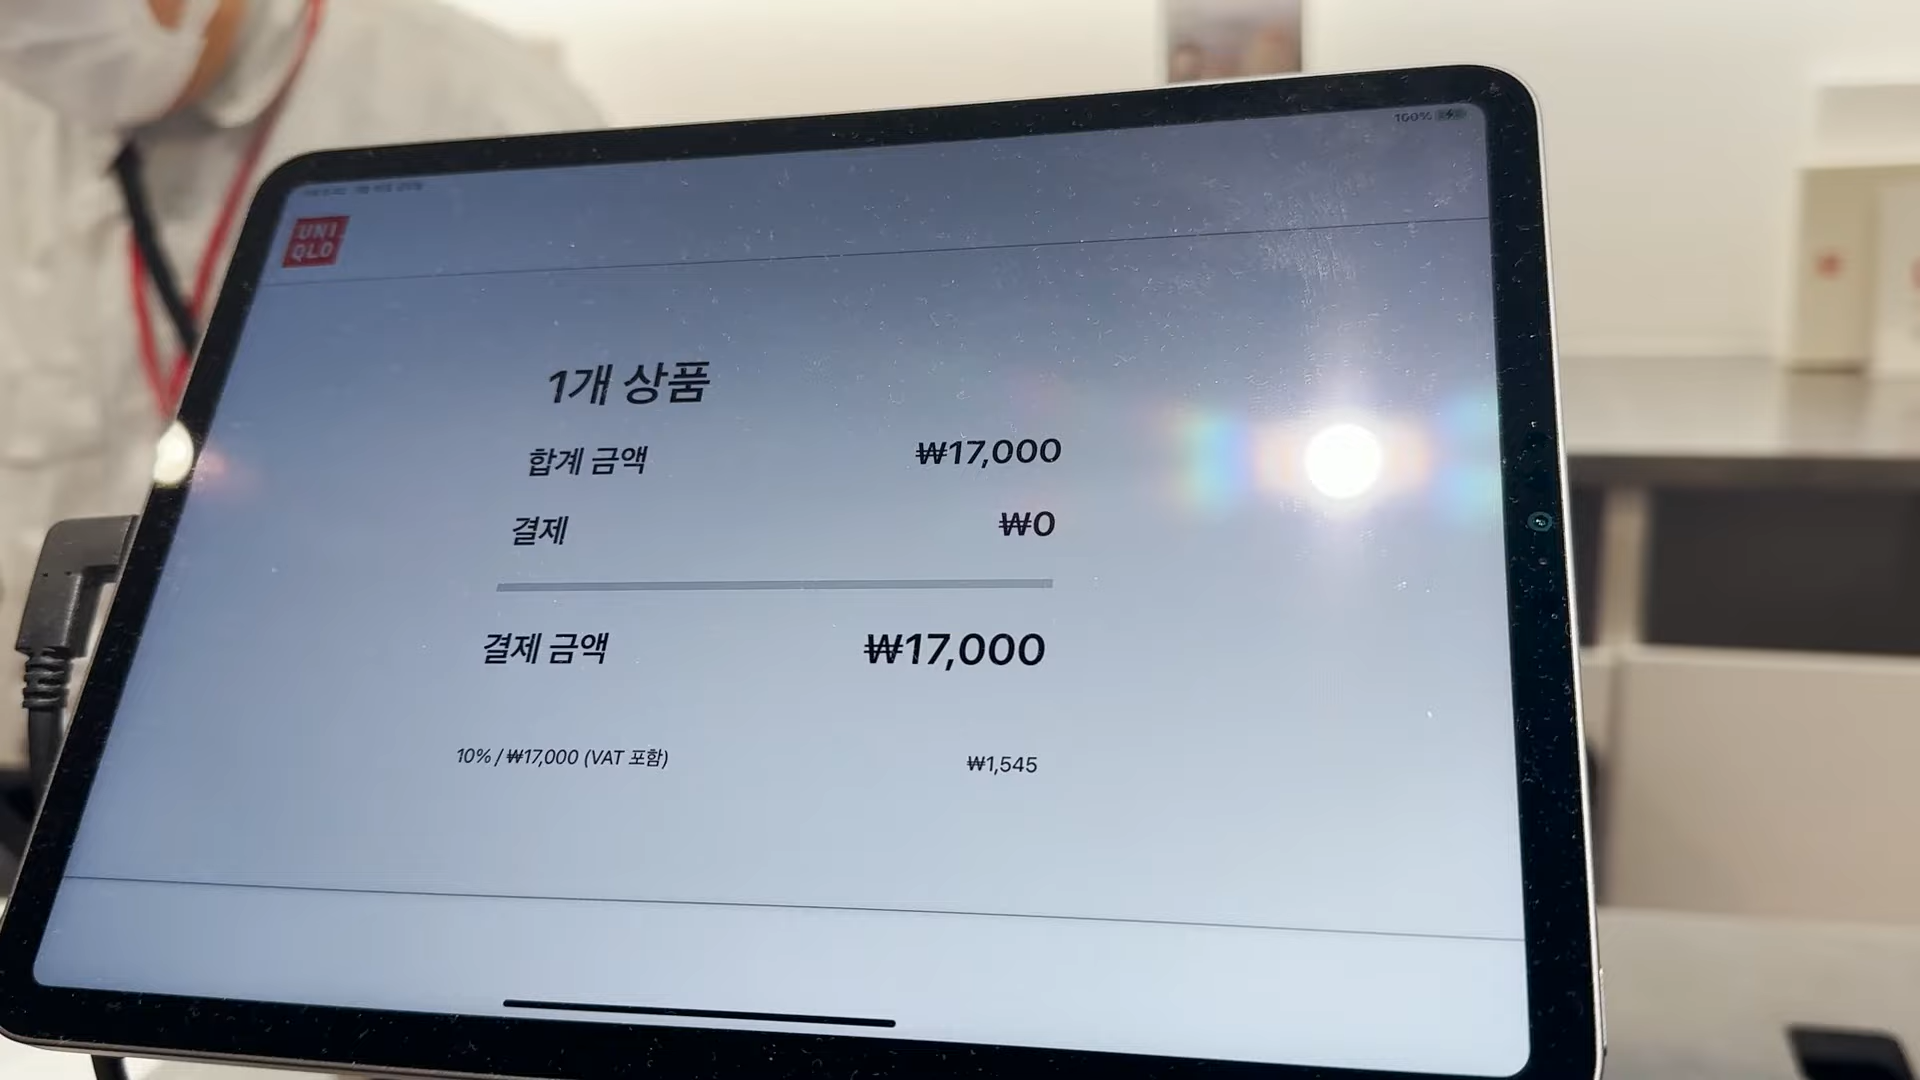 100%
UNI
QLO
1개 상품
합계 금액 ₩17,000
결제 ₩0
결제 금액 ₩17,000
10% / ₩17,000 (VAT 포함) ₩1,545